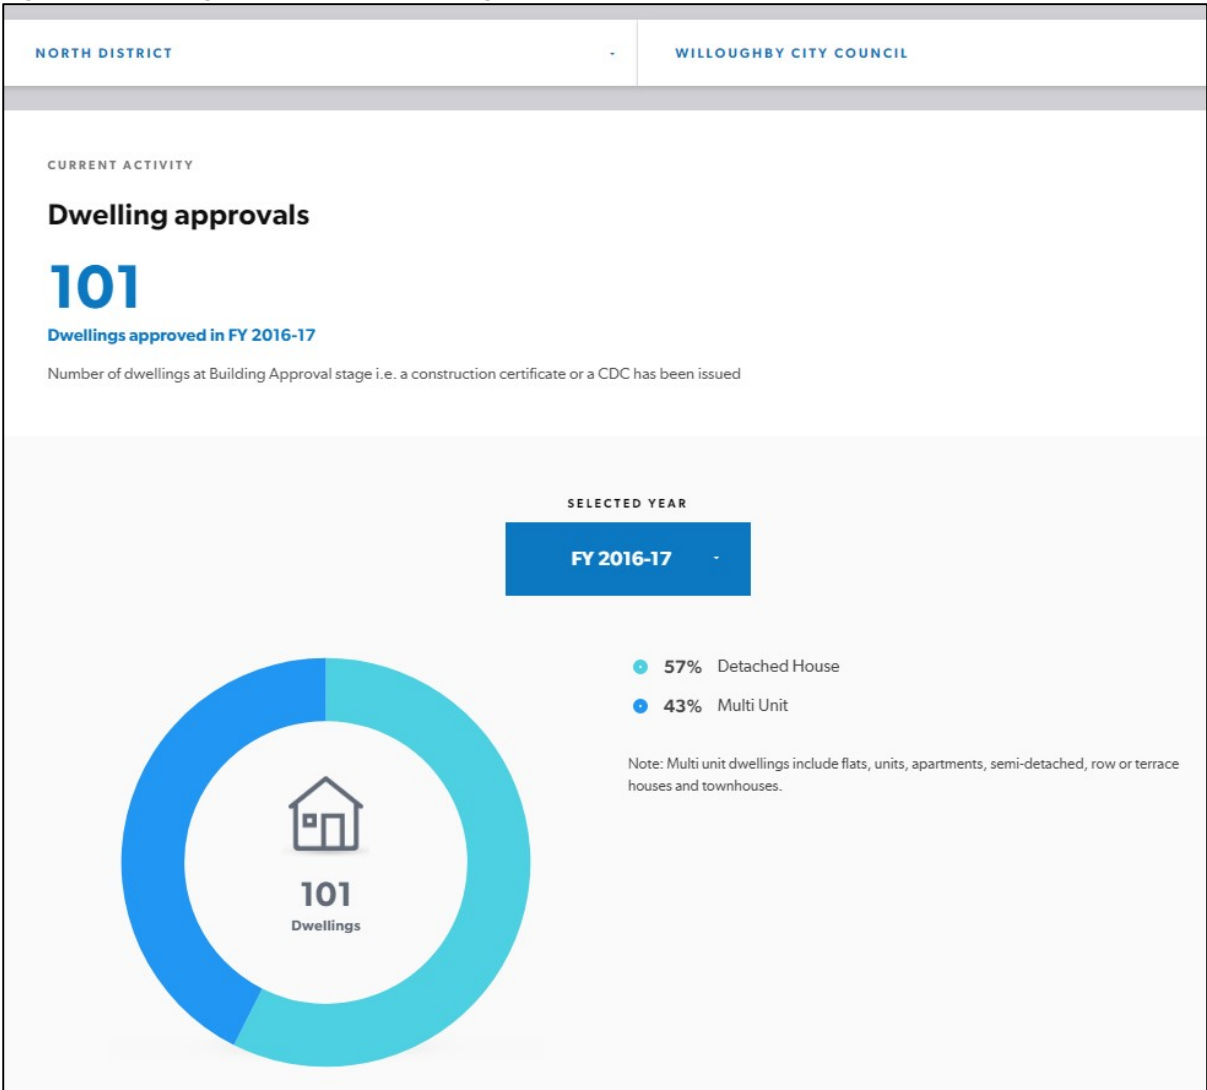 NORTH DISTRICT
WILLOUGHBY CITY COUNCIL
CURRENT ACTIVITY
Dwelling approvals
101
Dwellings approved in FY 2016-17
Number of dwellings at Building Approval stage i.e. a construction certificate or a CDC has been issued
SELECTED YEAR
FY 2016-17
57% Detached House
43% Multi Unit
Note: Multi unit dwellings include flats, units, apartments, semi-detached, row or terrace
houses and townhouses.
101
Dwellings